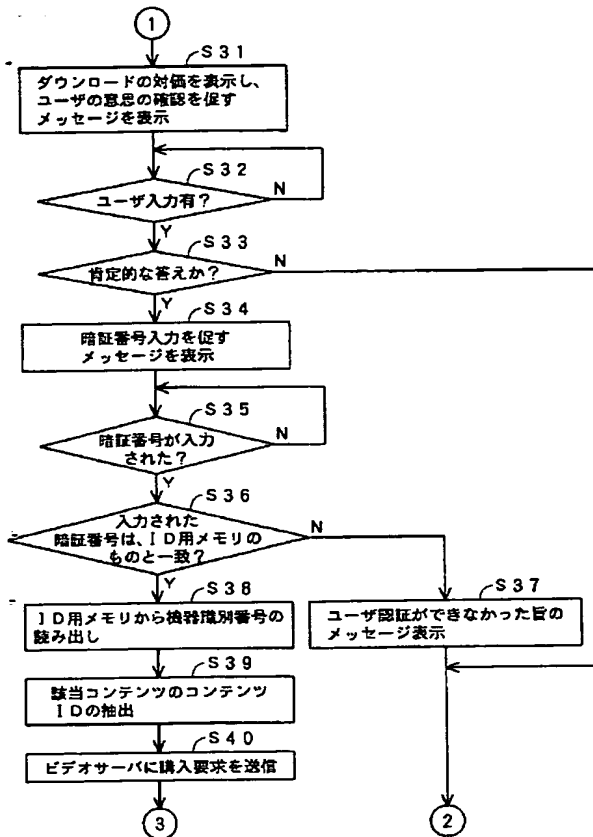 1
S31
ダウンロードの対価を表示し、
ユーザの意思の確認を促す
メッセージを表示
S32
ユーザ入力有?
N
Y
S33
肯定的な答えか?
N
Y
S34
暗証番号入力を促す
メッセージを表示
S35
暗証番号が入力
された?
N
Y
S36
入力された
暗証番号は、ID用メモリの
ものと一致?
N
Y
S38
ID用メモリから機器識別番号の
読み出し
S37
ユーザ認証ができなかった旨の
メッセージ表示
S39
該当コンテンツのコンテンツ
IDの抽出
S40
ビデオサーバに購入要求を送信
3
2